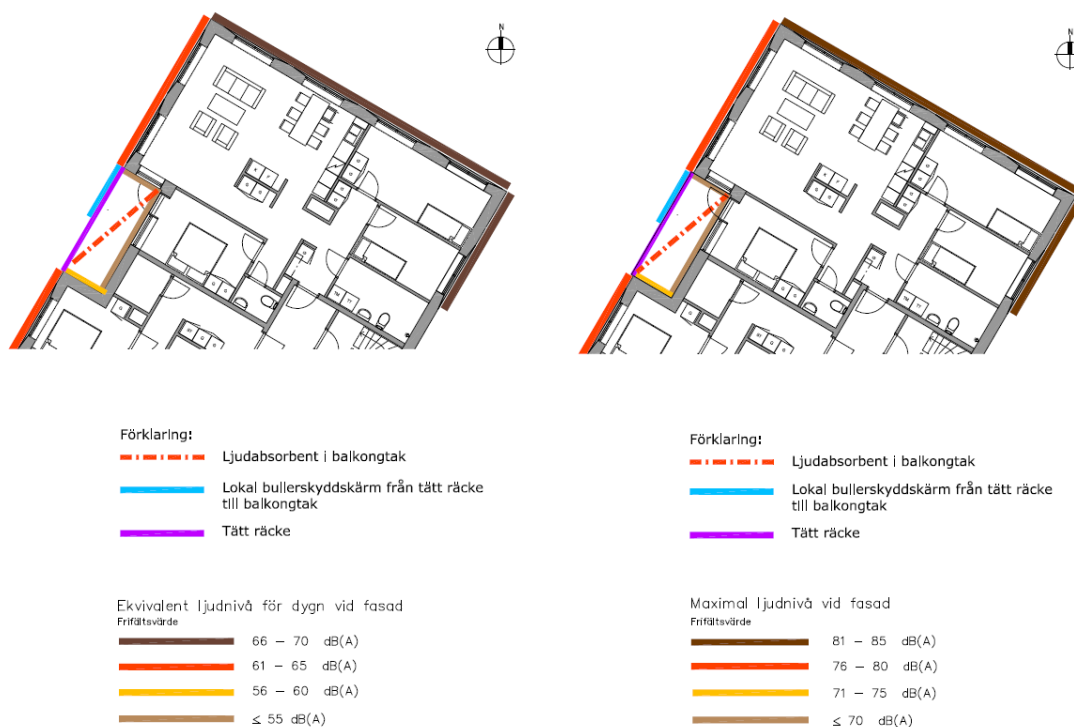 N
N
Förklaring:
Ljudabsorbent i balkongtak
Lokal bullerskyddskärm från tätt räcke
till balkongtak
Tätt räcke
Förklaring:
Ljudabsorbent i balkongtak
Lokal bullerskyddskärm från tätt räcke
till balkongtak
Tätt räcke
Ekvivalent ljudnivå för dygn vid fasad
Frifältsvärde
66 – 70 dB(A)
61 – 65 dB(A)
56 – 60 dB(A)
≤ 55 dB(A)
Maximal ljudnivå vid fasad
Frifältsvärde
81 – 85 dB(A)
76 – 80 dB(A)
71 – 75 dB(A)
≤ 70 dB(A)